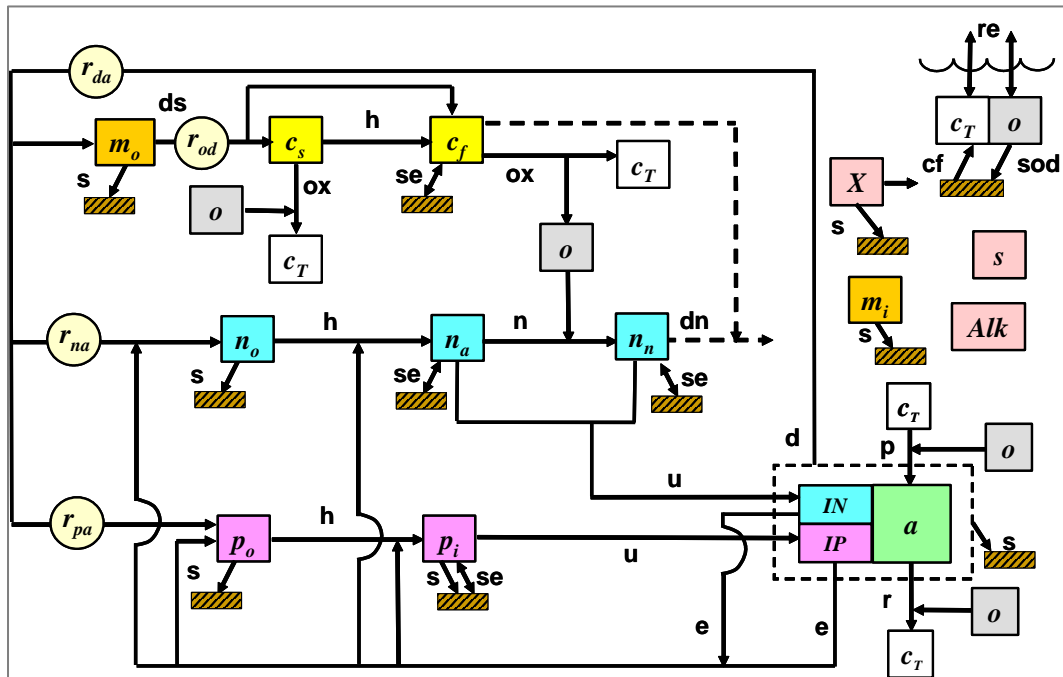 re
r_da
ds
m_o
r_od
c_s
h
c_f
c_T
o
s
ox
se
ox
c_T
cf
sod
X
o
c_T
o
s
s
m_i
r_na
n_o
h
n_a
n
n_n
dn
s
Alk
s
se
se
c_T
d
p
o
u
IN
a
r_pa
p_o
h
p_i
u
IP
s
s
s
se
r
e
e
o
c_T